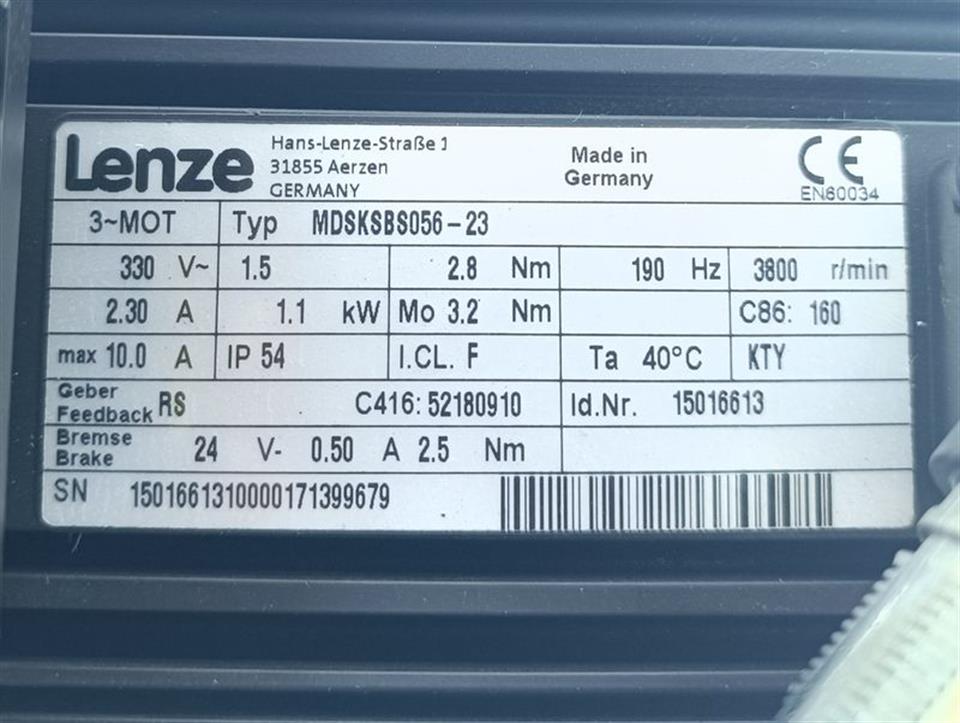 Lenze
Hans-Lenze-Straße 1
31855 Aerzen
GERMANY
Made in
Germany
CE
EN60034
3~MOT Typ MDSKSBS056-23
330 V~ 1.5 2.8 Nm 190 Hz 3800 r/min
2.30 A 1.1 kW Mo 3.2 Nm C86: 160
max 10.0 A IP 54 I.CL. F Ta 40°C KTY
Geber
Feedback RS C416: 52180910 Id.Nr. 15016613
Bremse
Brake 24 V- 0.50 A 2.5 Nm
SN 1501661310000171399679